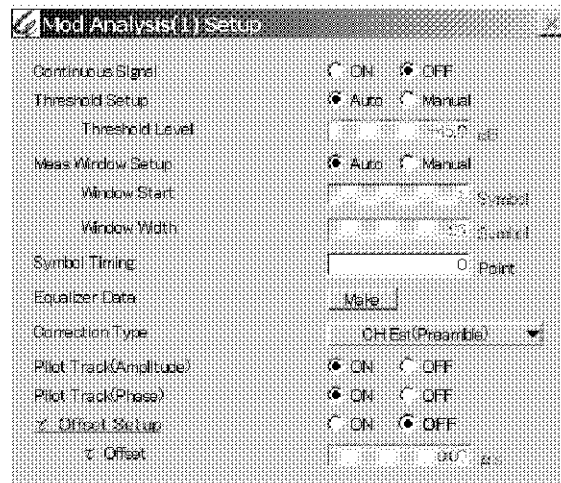 Mod Analysis(1) Setup
Continuous Signal ON OFF
Threshold Setup Auto Manual
Threshold Level dB
Meas Window Setup Auto Manual
Window Start Symbol
Window Width Symbol
Symbol Timing 0 Point
Equalizer Data Make
Correction Type CH Est(Preamble)
Pilot Track(Amplitude) ON OFF
Pilot Track(Phase) ON OFF
τ Offset Setup ON OFF
τ Offset μs